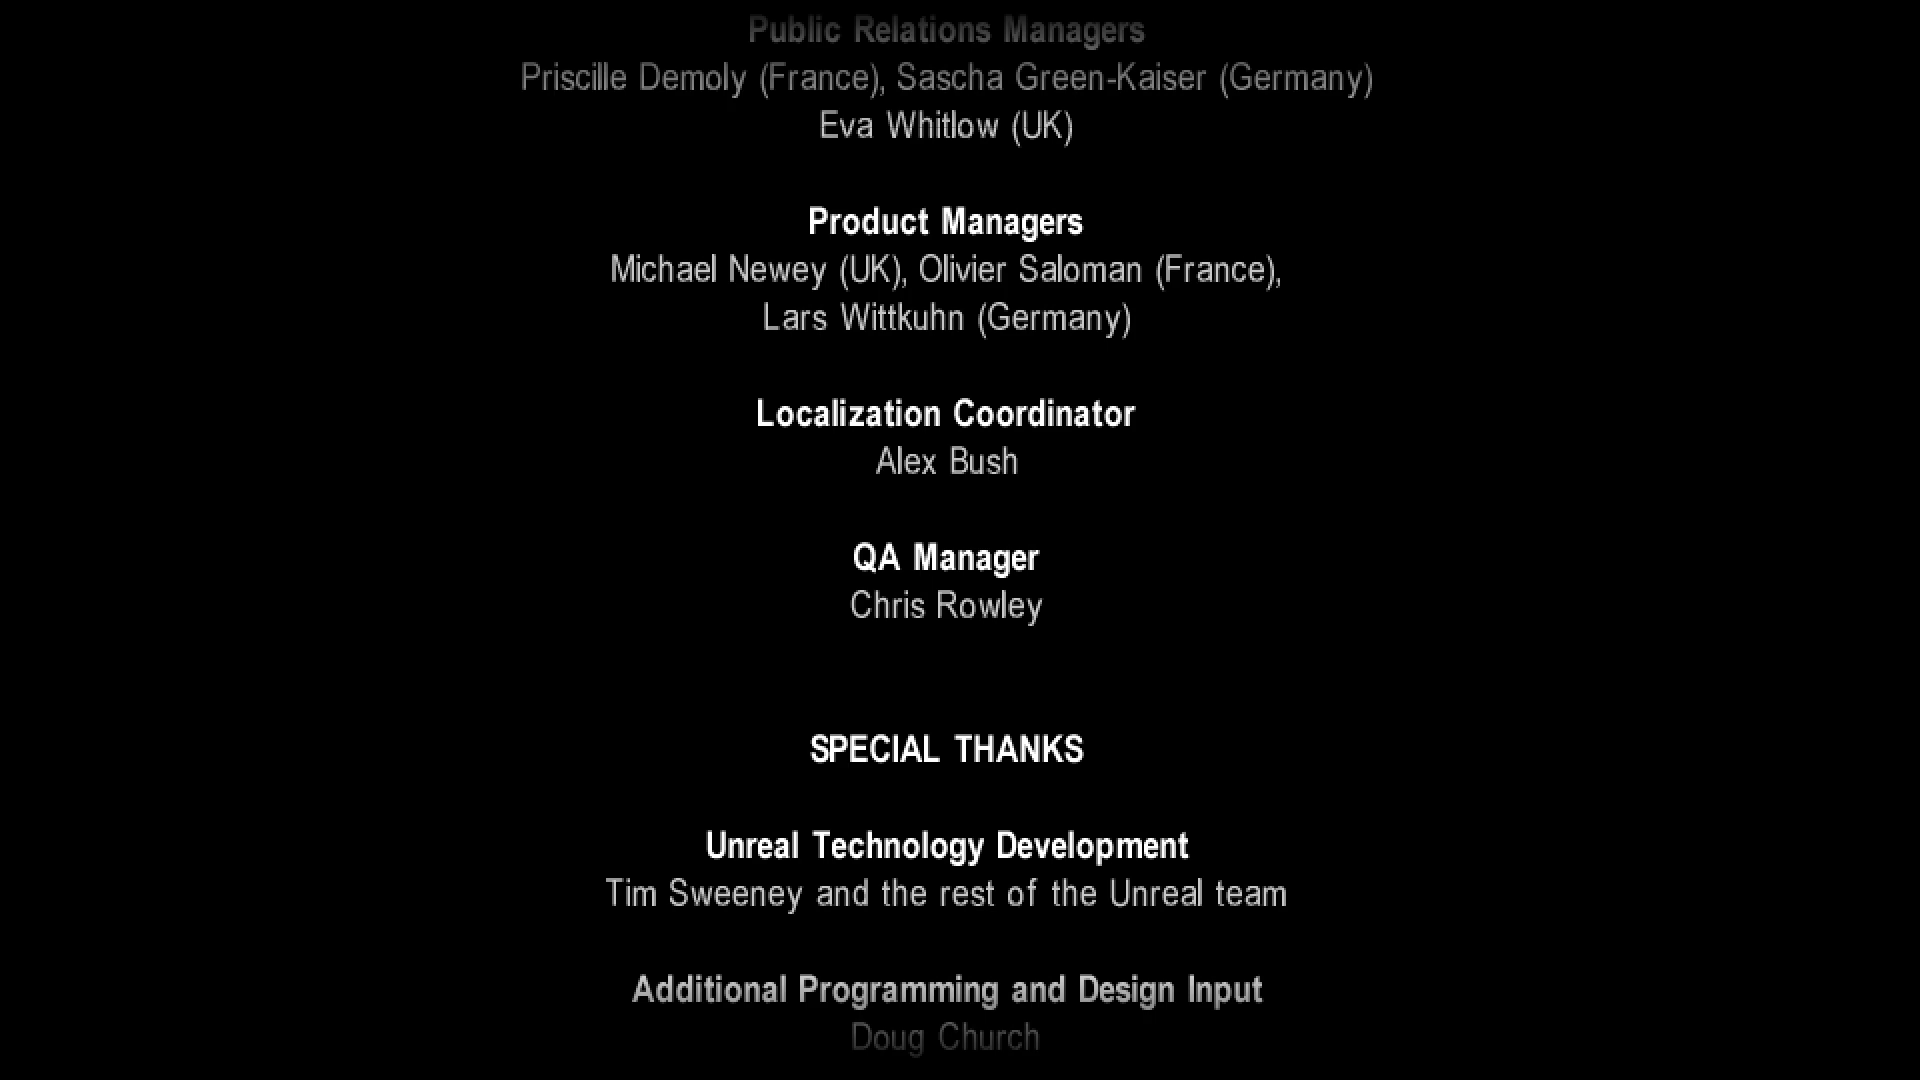 Public Relations Managers
Priscille Demoly (France), Sascha Green-Kaiser (Germany)
Eva Whitlow (UK)
Product Managers
Michael Newey (UK), Olivier Saloman (France),
Lars Wittkuhn (Germany)
Localization Coordinator
Alex Bush
QA Manager
Chris Rowley
SPECIAL THANKS
Unreal Technology Development
Tim Sweeney and the rest of the Unreal team
Additional Programming and Design Input
Doug Church